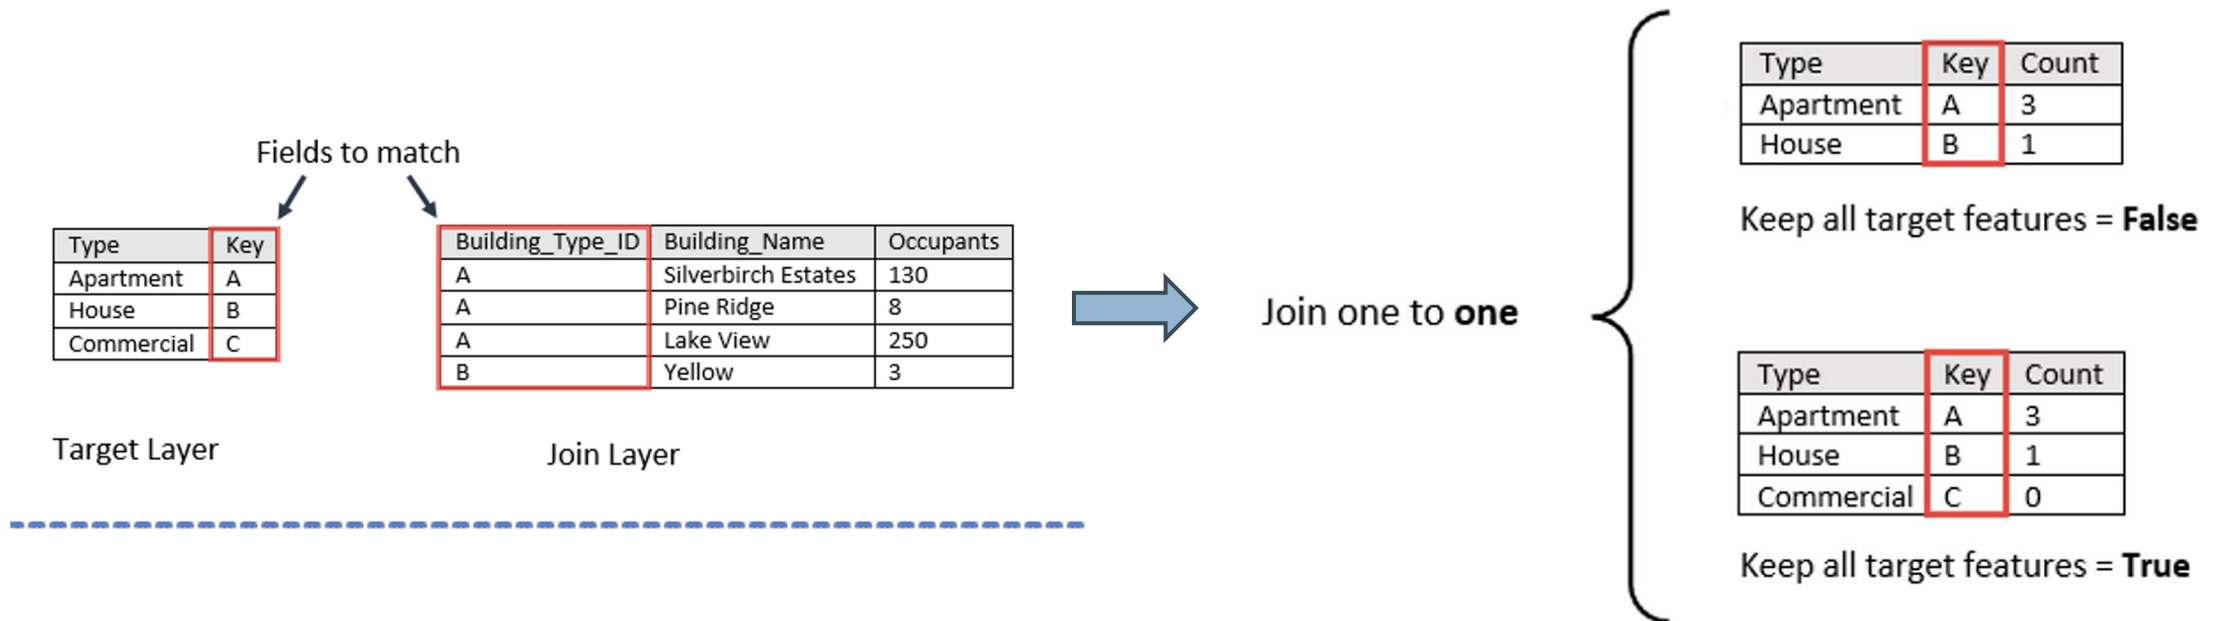 Fields to match
Type Key
Apartment A
House B
Commercial C
Target Layer
Building_Type_ID Building_Name Occupants
A Silverbirch Estates 130
A Pine Ridge 8
A Lake View 250
B Yellow 3
Join Layer
Join one to one
Type Key Count
Apartment A 3
House B 1
Keep all target features = False
Type Key Count
Apartment A 3
House B 1
Commercial C 0
Keep all target features = True